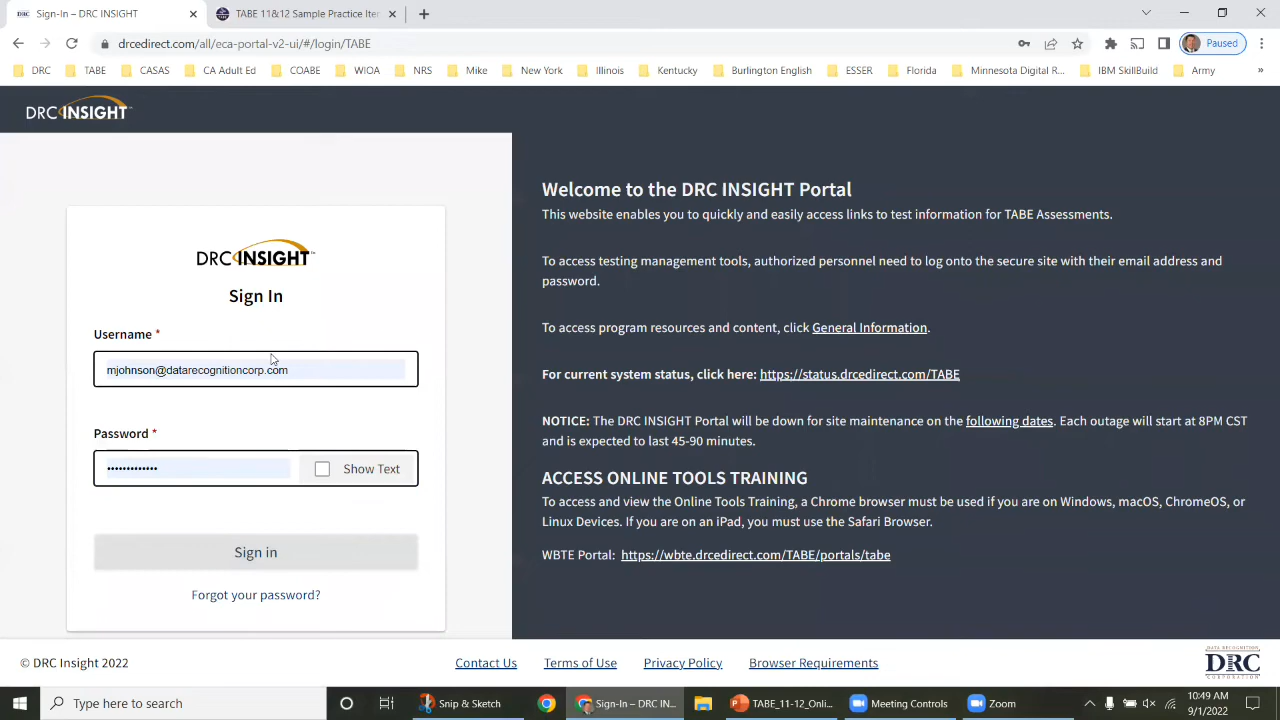 Sign-In – DRC INSIGHT
TABE 11&12 Sample Practice Iter
drcedirect.com/all/eca-portal-v2-ui/#/login/TABE
Paused
DRC
TABE
CASAS
CA Adult Ed
COABE
WIOA
NRS
Mike
New York
Illinois
Kentucky
Burlington English
ESSER
Florida
Minnesota Digital R...
IBM SkillBuild
Army
»
DRC INSIGHT™
DRC INSIGHT™
Sign In
Username *
mjohnson@datarecognitioncorp.com
Password *
•••••••••••••
Show Text
Sign in
Forgot your password?
Welcome to the DRC INSIGHT Portal
This website enables you to quickly and easily access links to test information for TABE Assessments.
To access testing management tools, authorized personnel need to log onto the secure site with their email address and
password.
To access program resources and content, click General Information.
For current system status, click here: https://status.drcedirect.com/TABE
NOTICE: The DRC INSIGHT Portal will be down for site maintenance on the following dates. Each outage will start at 8PM CST
and is expected to last 45-90 minutes.
ACCESS ONLINE TOOLS TRAINING
To access and view the Online Tools Training, a Chrome browser must be used if you are on Windows, macOS, ChromeOS, or
Linux Devices. If you are on an iPad, you must use the Safari Browser.
WBTE Portal: https://wbte.drcedirect.com/TABE/portals/tabe
© DRC Insight 2022
Contact Us
Terms of Use
Privacy Policy
Browser Requirements
DATA RECOGNITION
DRC
CORPORATION
Type here to search
Snip & Sketch
Sign-In – DRC IN...
TABE_11-12_Onli...
Meeting Controls
Zoom
10:49 AM
9/1/2022